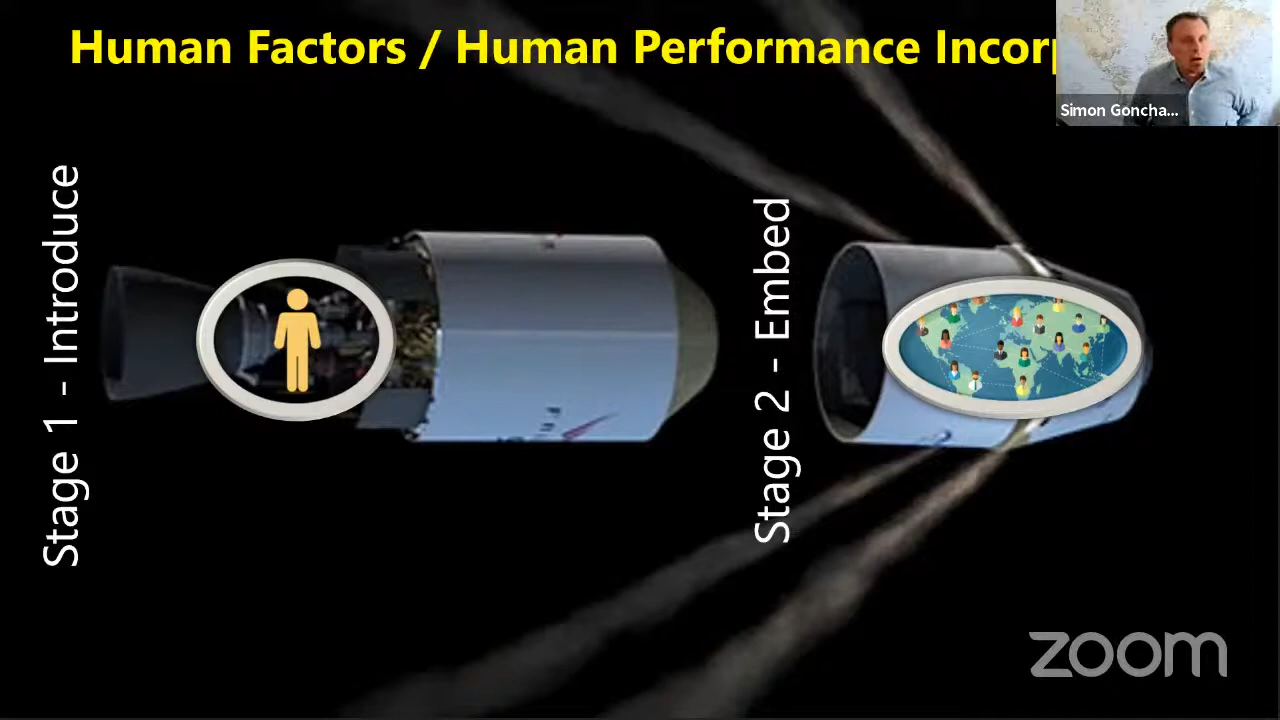 Human Factors / Human Performance Incorp
Simon Goncha...
Stage 1 - Introduce
Stage 2 - Embed
zoom